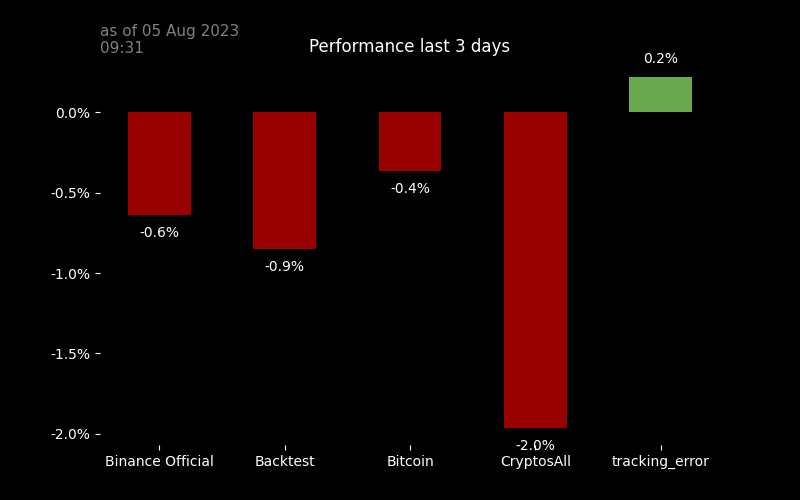 as of 05 Aug 2023
09:31
Performance last 3 days
0.2%
0.0%
-0.5%
-0.4%
-0.6%
-0.9%
-1.0%
-1.5%
-2.0%
-2.0%
Binance Official
Backtest
Bitcoin
CryptosAll
tracking_error